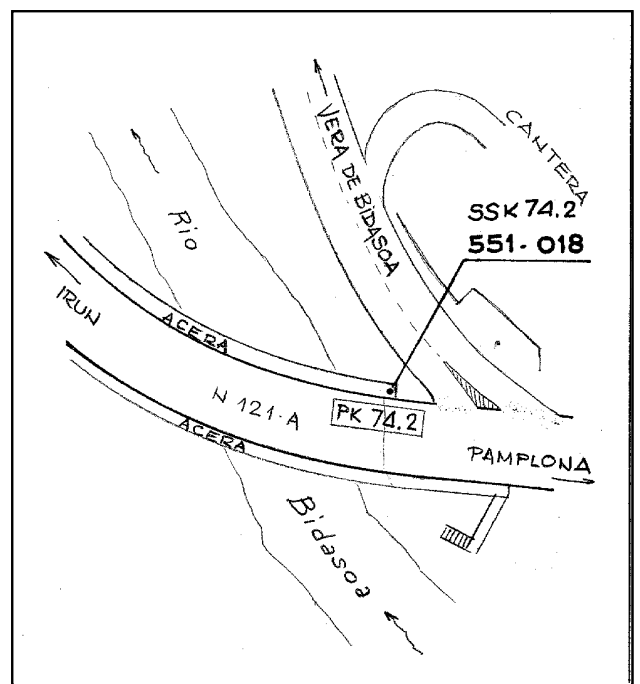 CANTERA
VERA DE BIDASOA
SSK 74.2
551-018
Rio
IRUN
ACERA
N 121-A
PK 74.2
ACERA
PAMPLONA
Bidasoa